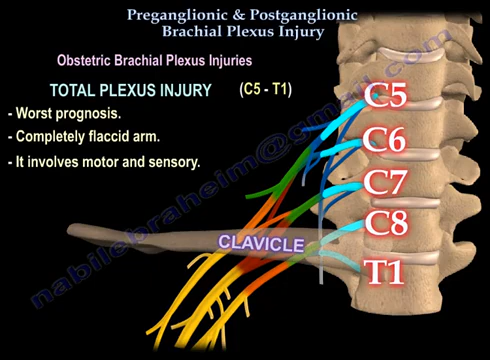 Preganglionic & Postganglionic
Brachial Plexus Injury
Obstetric Brachial Plexus Injuries
TOTAL PLEXUS INJURY (C5 - T1)
- Worst prognosis.
- Completely flaccid arm.
- It involves motor and sensory.
C5
C6
C7
C8
T1
CLAVICLE
nabilebraheim@gmail.com